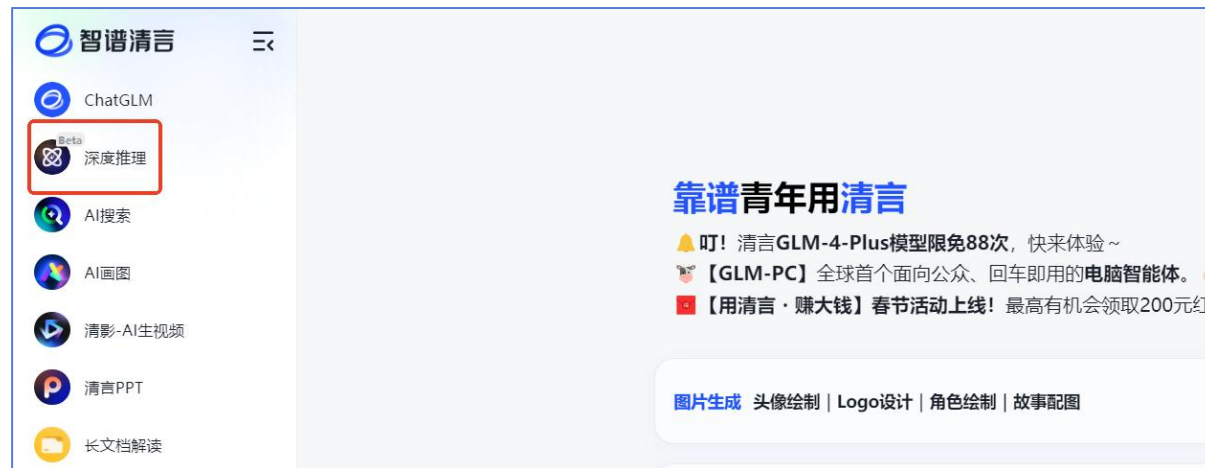 智谱清言
ChatGLM
Beta
深度推理
AI搜索
AI画图
清影-AI生视频
清言PPT
长文档解读
靠谱青年用清言
叮！清言GLM-4-Plus模型限免88次，快来体验～
【GLM-PC】全球首个面向公众、回车即用的电脑智能体。
【用清言·赚大钱】春节活动上线！最高有机会领取200元红
图片生成 头像绘制｜Logo设计｜角色绘制｜故事配图